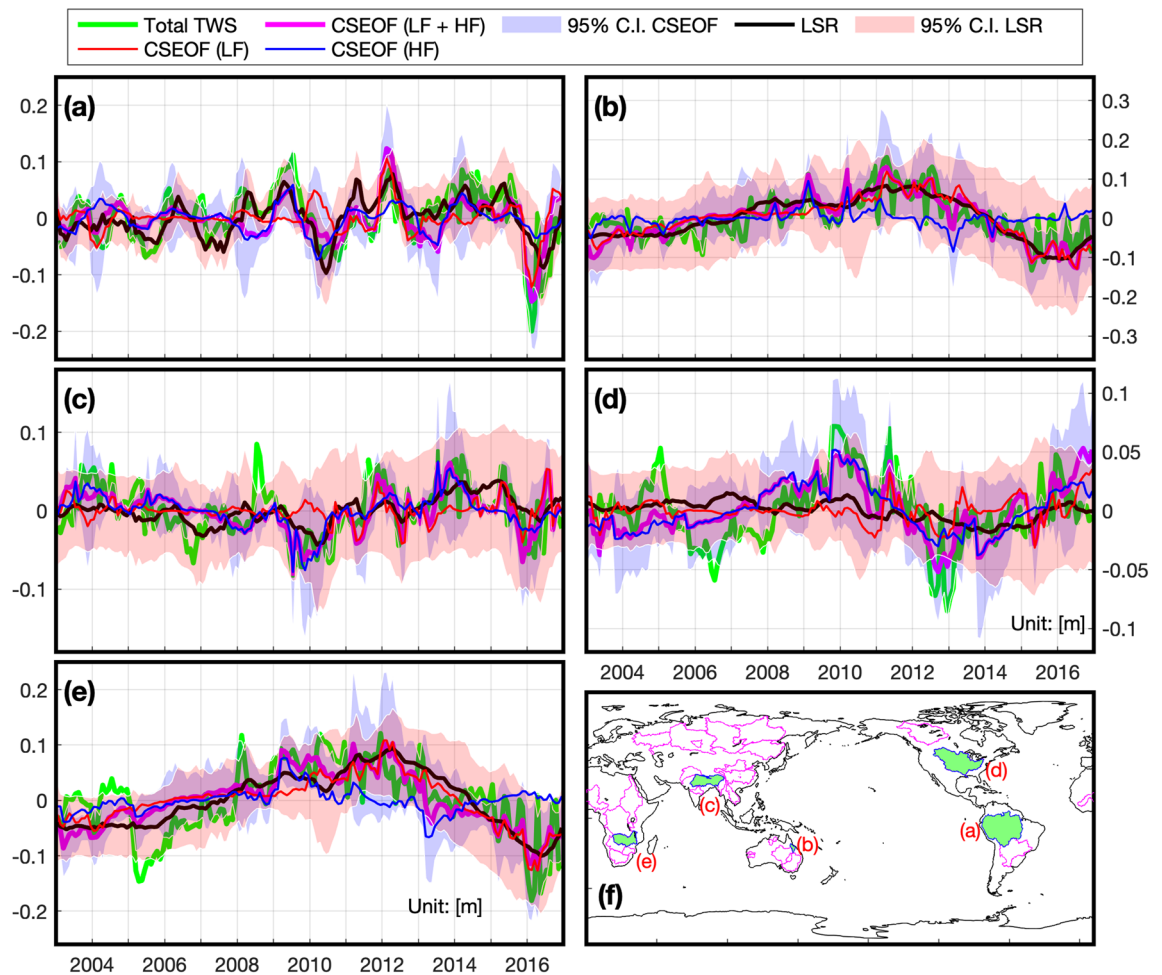 Total TWS CSEOF (LF + HF) 95% C.I. CSEOF LSR 95% C.I. LSR
CSEOF (LF) CSEOF (HF)
(a) (b)
0.2 0.3
0.1 0.2
0 0.1
-0.1 0
-0.2 -0.1
-0.2
-0.3
(c) (d)
0.1 0.1
0 0.05
-0.1 0
-0.05
-0.1
Unit: [m]
2004 2006 2008 2010 2012 2014 2016
(e)
0.2
0.1
0
-0.1
-0.2
Unit: [m]
2004 2006 2008 2010 2012 2014 2016
(d)
(c)
(a)
(b)
(e)
(f)